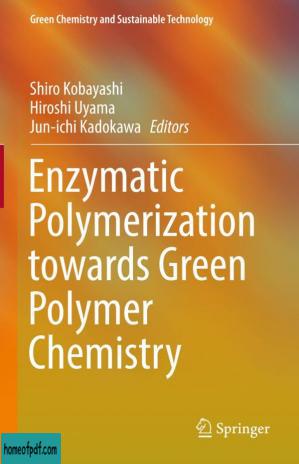 Green Chemistry and Sustainable Technology
Shiro Kobayashi
Hiroshi Uyama
Jun-ichi Kadokawa Editors
Enzymatic
Polymerization
towards Green
Polymer
Chemistry
Springer
homeofpdf.com